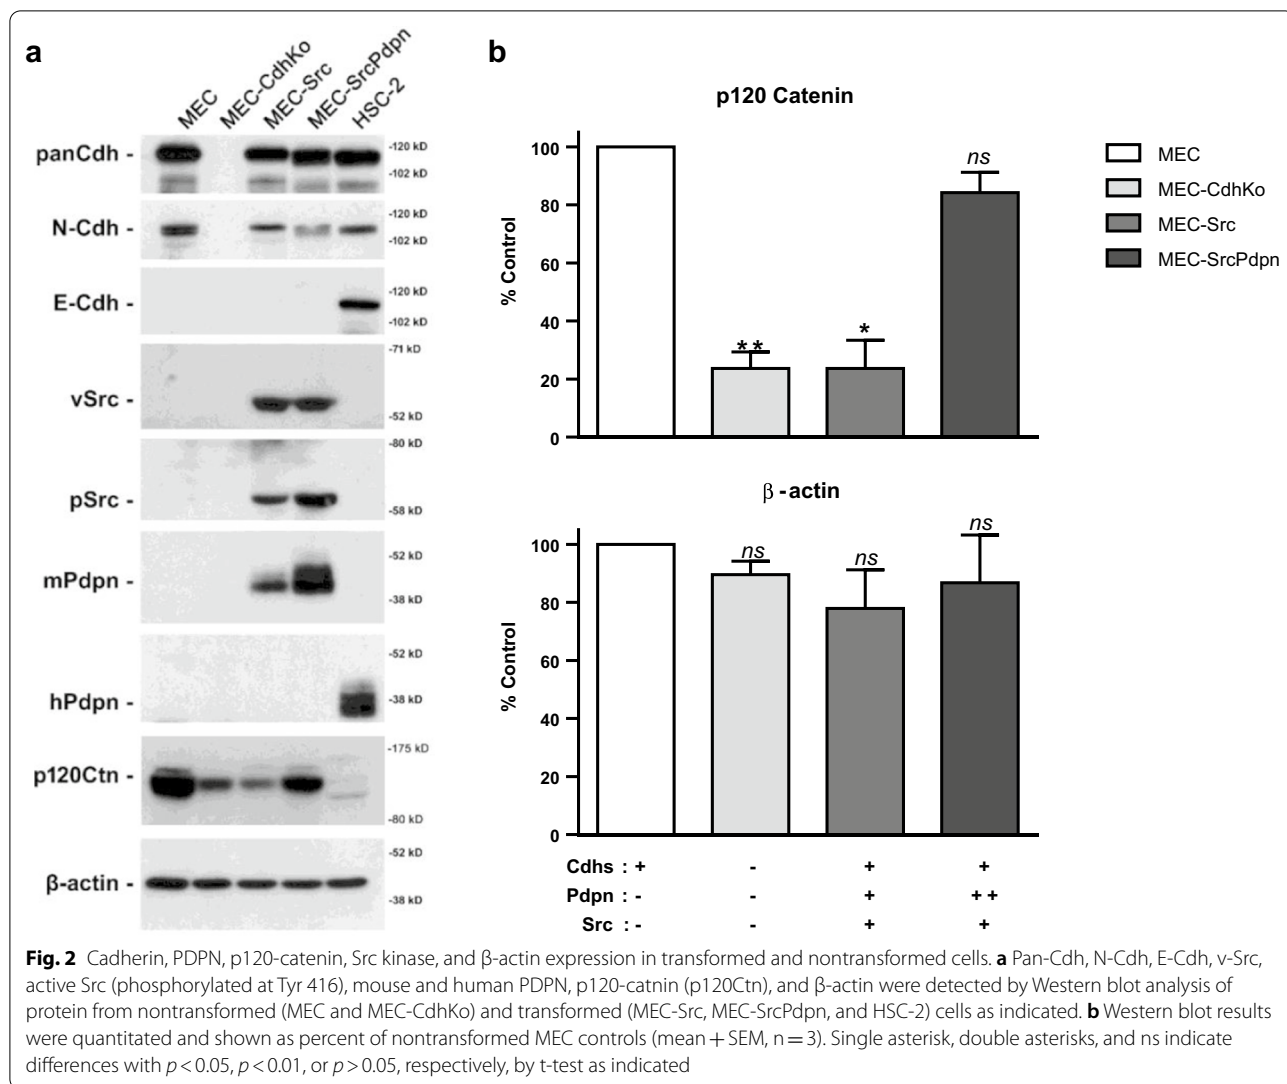 a
MEC
MEC-CdhKo
MEC-Src
MEC-SrcPdpn
HSC-2
panCdh -
-120 kD
-102 kD
N-Cdh -
-120 kD
-102 kD
E-Cdh -
-120 kD
-102 kD
vSrc -
-71 kD
-52 kD
pSrc -
-80 kD
-58 kD
mPdpn -
-52 kD
-38 kD
hPdpn -
-52 kD
-38 kD
p120Ctn -
-175 kD
-80 kD
β-actin -
-52 kD
-38 kD
b
p120 Catenin
% Control
100
80
60
40
20
0
**
*
ns
MEC
MEC-CdhKo
MEC-Src
MEC-SrcPdpn
β-actin
% Control
100
80
60
40
20
0
ns
ns
ns
Cdhs : + - + +
Pdpn : - - + ++
Src : - - + +
Fig. 2 Cadherin, PDPN, p120-catenin, Src kinase, and β-actin expression in transformed and nontransformed cells. a Pan-Cdh, N-Cdh, E-Cdh, v-Src,
active Src (phosphorylated at Tyr 416), mouse and human PDPN, p120-catnin (p120Ctn), and β-actin were detected by Western blot analysis of
protein from nontransformed (MEC and MEC-CdhKo) and transformed (MEC-Src, MEC-SrcPdpn, and HSC-2) cells as indicated. b Western blot results
were quantitated and shown as percent of nontransformed MEC controls (mean + SEM, n = 3). Single asterisk, double asterisks, and ns indicate
differences with p < 0.05, p < 0.01, or p > 0.05, respectively, by t-test as indicated